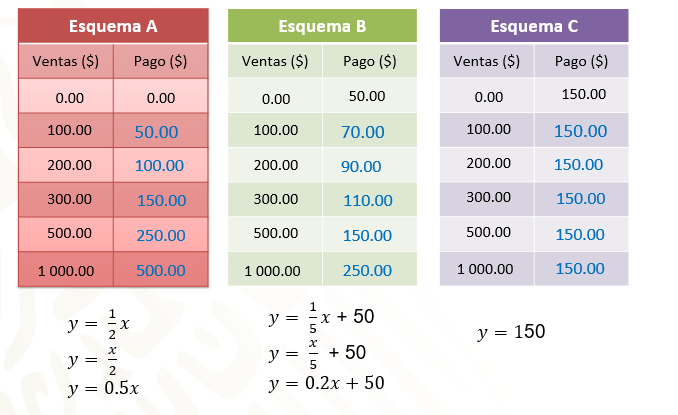 Esquema A
Ventas ($) Pago ($)
0.00 0.00
100.00 50.00
200.00 100.00
300.00 150.00
500.00 250.00
1 000.00 500.00
y = 1/2 x
y = x/2
y = 0.5x
Esquema B
Ventas ($) Pago ($)
0.00 50.00
100.00 70.00
200.00 90.00
300.00 110.00
500.00 150.00
1 000.00 250.00
y = 1/5 x + 50
y = x/5 + 50
y = 0.2x + 50
Esquema C
Ventas ($) Pago ($)
0.00 150.00
100.00 150.00
200.00 150.00
300.00 150.00
500.00 150.00
1 000.00 150.00
y = 150